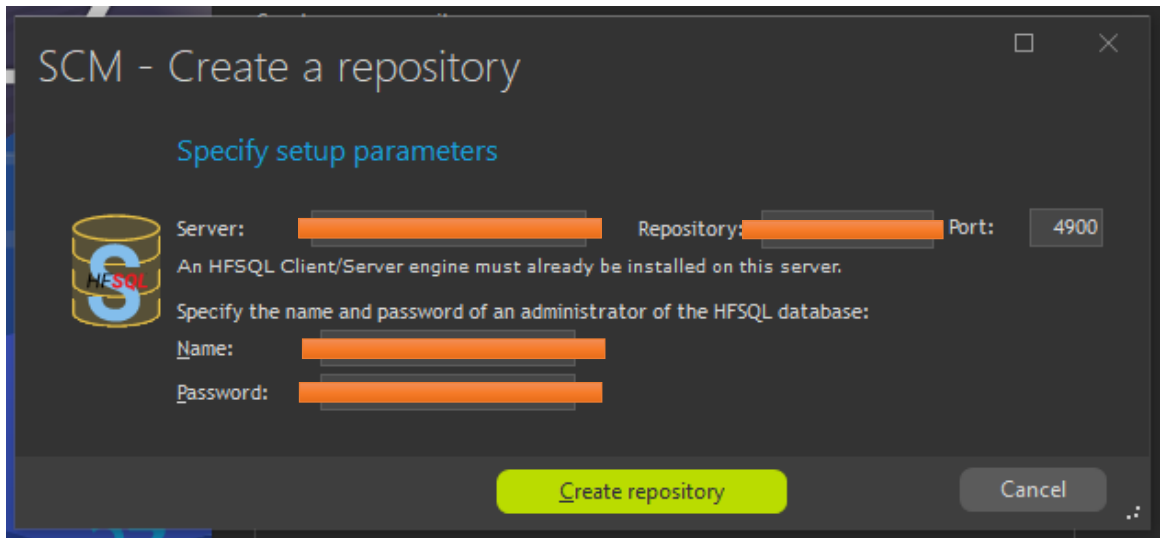 SCM - Create a repository
Specify setup parameters
Server: Repository: Port: 4900
An HFSQL Client/Server engine must already be installed on this server.
HFSQL
S
Specify the name and password of an administrator of the HFSQL database:
Name:
Password:
Create repository Cancel